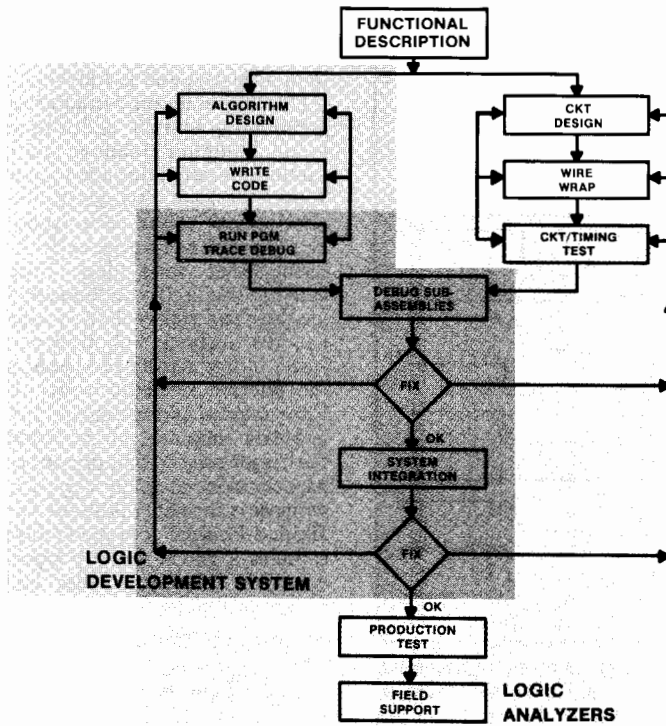 FUNCTIONAL
DESCRIPTION
ALGORITHM
DESIGN
CKT
DESIGN
WRITE
CODE
WIRE
WRAP
RUN PGM
TRACE DEBUG
CKT/TIMING
TEST
DEBUG SUB-
ASSEMBLIES
FIX
OK
SYSTEM
INTEGRATION
FIX
LOGIC
DEVELOPMENT SYSTEM
OK
PRODUCTION
TEST
FIELD
SUPPORT
LOGIC
ANALYZERS